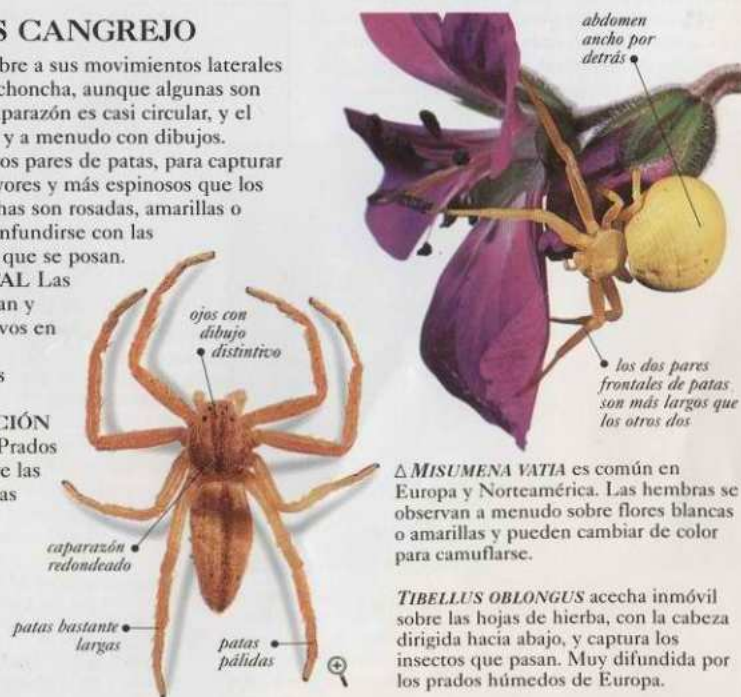 S CANGREJO
bre a sus movimientos laterales
choncha, aunque algunas son
aparazón es casi circular, y el
y a menudo con dibujos.
os pares de patas, para capturar
yores y más espinosos que los
has son rosadas, amarillas o
nfundirse con las
que se posan.
AL Las
an y
vos en
s
CIÓN
Prados
e las
as
ojos con
dibujo
distintivo
caparazón
redondeado
patas bastante
largas
patas
pálidas
abdomen
ancho por
detrás
los dos pares
frontales de patas
son más largos que
los otros dos
△ MISUMENA VATIA es común en
Europa y Norteamérica. Las hembras se
observan a menudo sobre flores blancas
o amarillas y pueden cambiar de color
para camuflarse.
TIBELLUS OBLONGUS acecha inmóvil
sobre las hojas de hierba, con la cabeza
dirigida hacia abajo, y captura los
insectos que pasan. Muy difundida por
los prados húmedos de Europa.